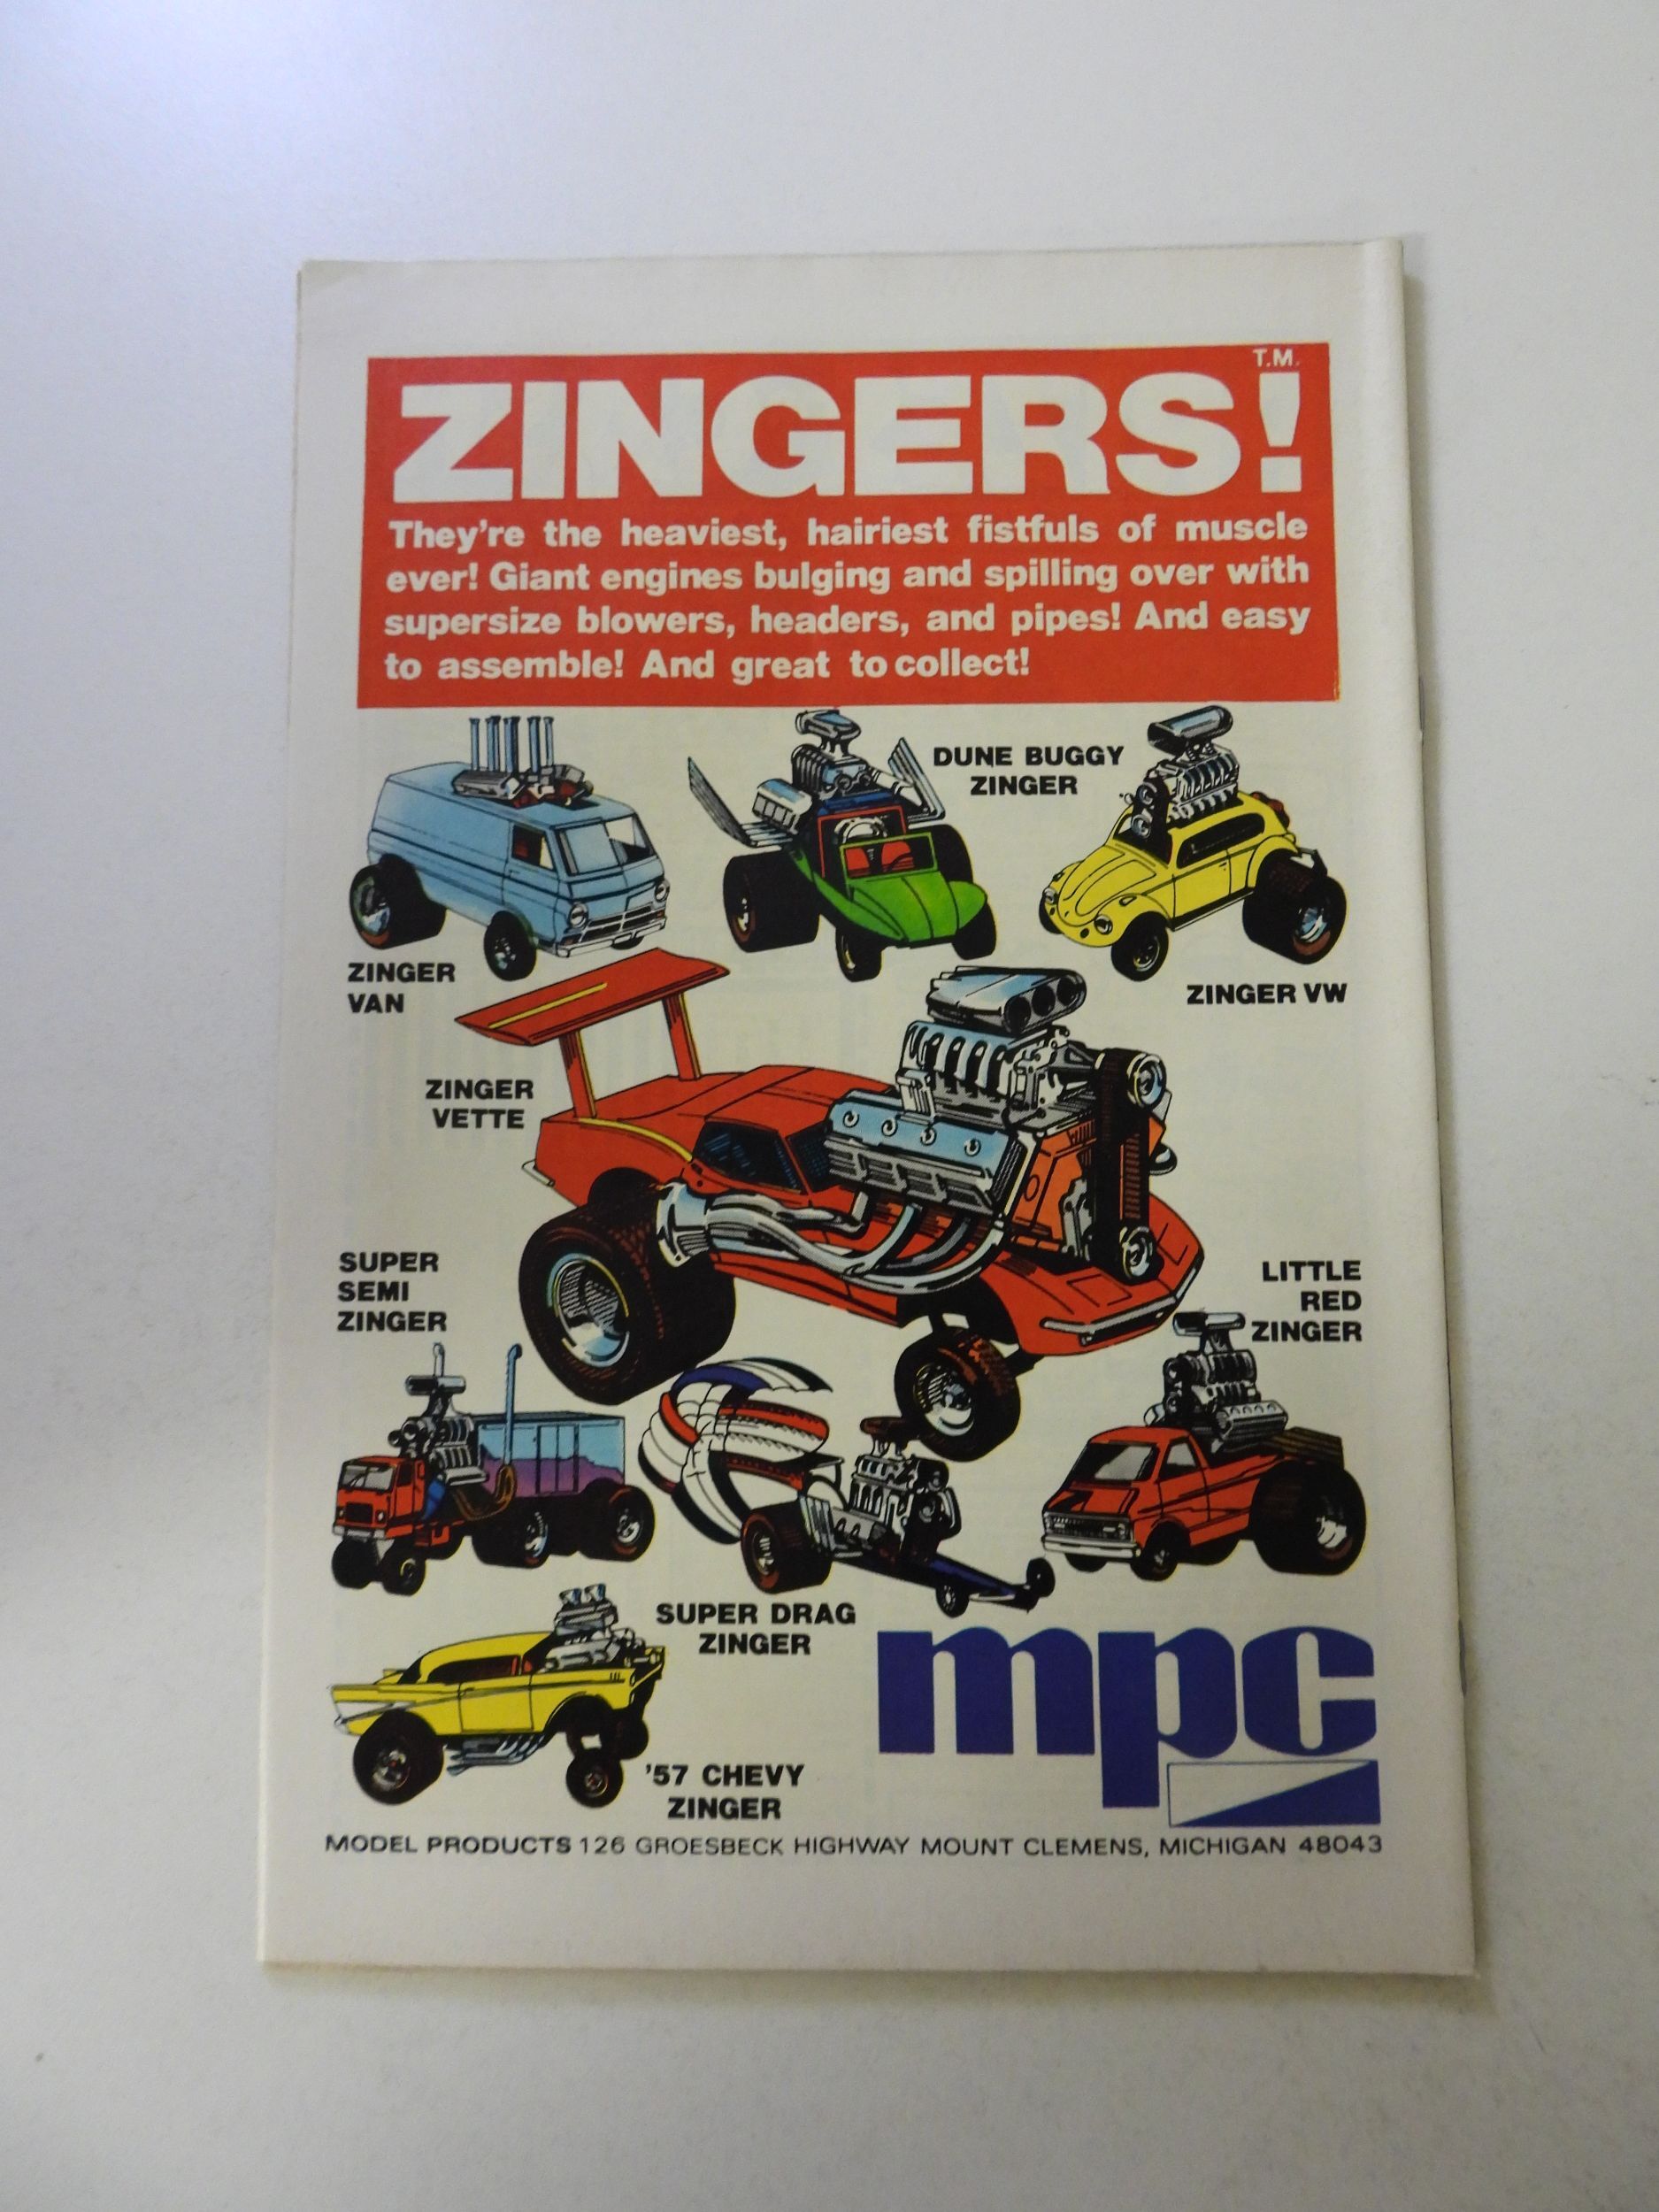 T.M.
ZINGERS!
They're the heaviest, hairiest fistfuls of muscle
ever! Giant engines bulging and spilling over with
supersize blowers, headers, and pipes! And easy
to assemble! And great to collect!
DUNE BUGGY
ZINGER
ZINGER
VAN
ZINGER VW
ZINGER
VETTE
SUPER
SEMI
ZINGER
LITTLE
RED
ZINGER
SUPER DRAG
ZINGER
'57 CHEVY
ZINGER
mpc
MODEL PRODUCTS 126 GROESBECK HIGHWAY MOUNT CLEMENS, MICHIGAN 48043